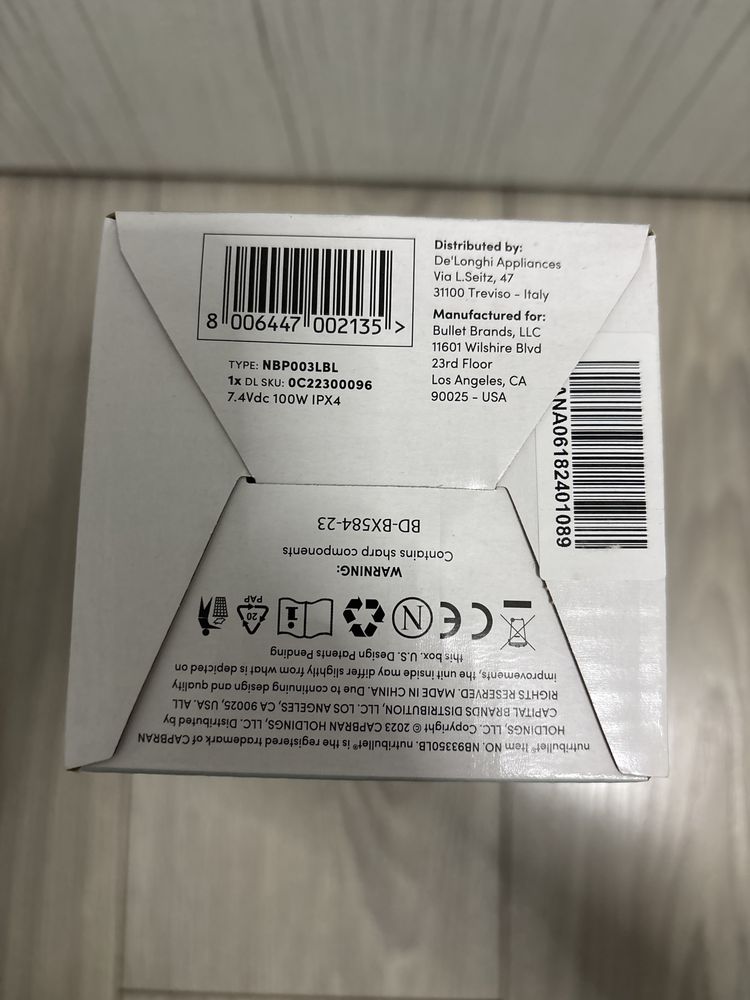 8 006447 002135 >
TYPE: NBP003LBL
1x DL SKU: 0C22300096
7.4Vdc 100W IPX4
Distributed by:
De'Longhi Appliances
Via L.Seitz, 47
31100 Treviso - Italy
Manufactured for:
Bullet Brands, LLC
11601 Wilshire Blvd
23rd Floor
Los Angeles, CA
90025 - USA
ANA06182401089
nutribullet® Item NO. NB93350LB. nutribullet® is the registered trademark of CAPBRAN
HOLDINGS, LLC. Copyright © 2023 CAPBRAN HOLDINGS, LLC. Distributed by
CAPITAL BRANDS DISTRIBUTION, LLC. LOS ANGELES, CA 90025, USA. ALL
RIGHTS RESERVED. MADE IN CHINA. Due to continuing design and quality
improvements, the unit inside may differ slightly from what is depicted on
this box. U.S. Design Patents Pending
CE N i 20
PAP
WARNING:
Contains sharp components
BD-BX584-23